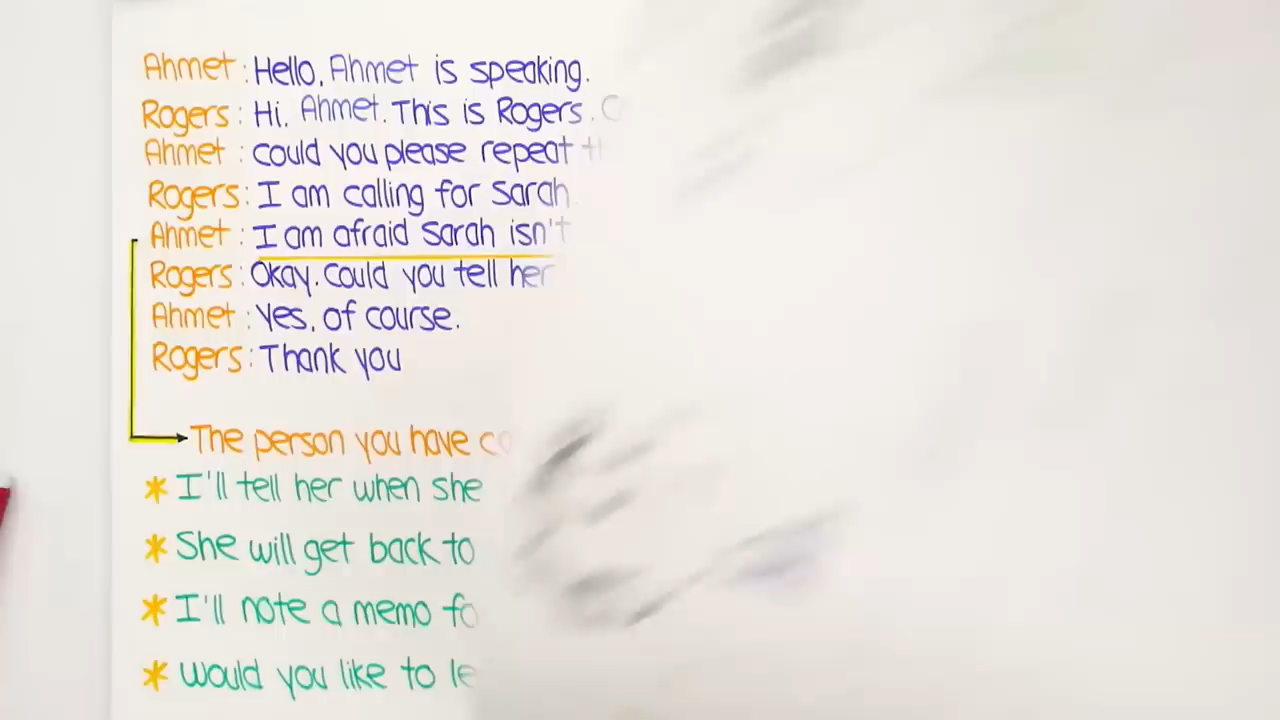 Ahmet : Hello, Ahmet is speaking.
Rogers : Hi. Ahmet. This is Rogers.
Ahmet : could you please repeat
Rogers : I am calling for Sarah
Ahmet : I am afraid Sarah isn't
Rogers : Okay. Could you tell her
Ahmet : Yes, of course.
Rogers : Thank you
The person you have
* I'll tell her when she
* She will get back to
* I'll note a memo
* would you like to